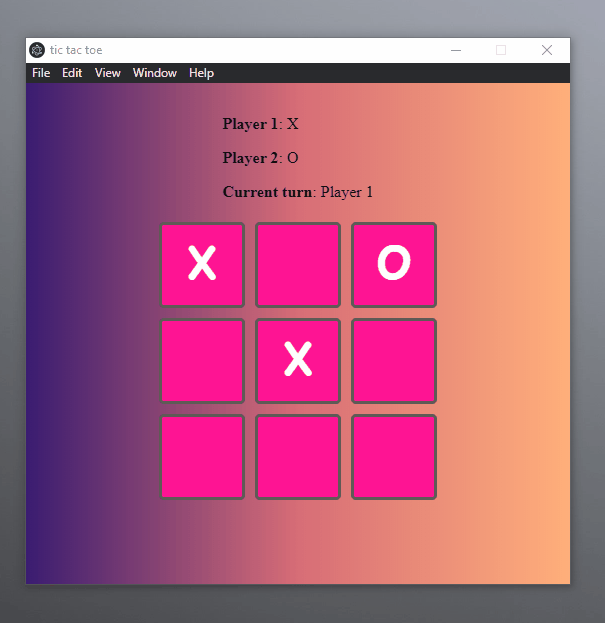 tic tac toe
File Edit View Window Help
Player 1: X
Player 2: O
Current turn: Player 1
X O
X